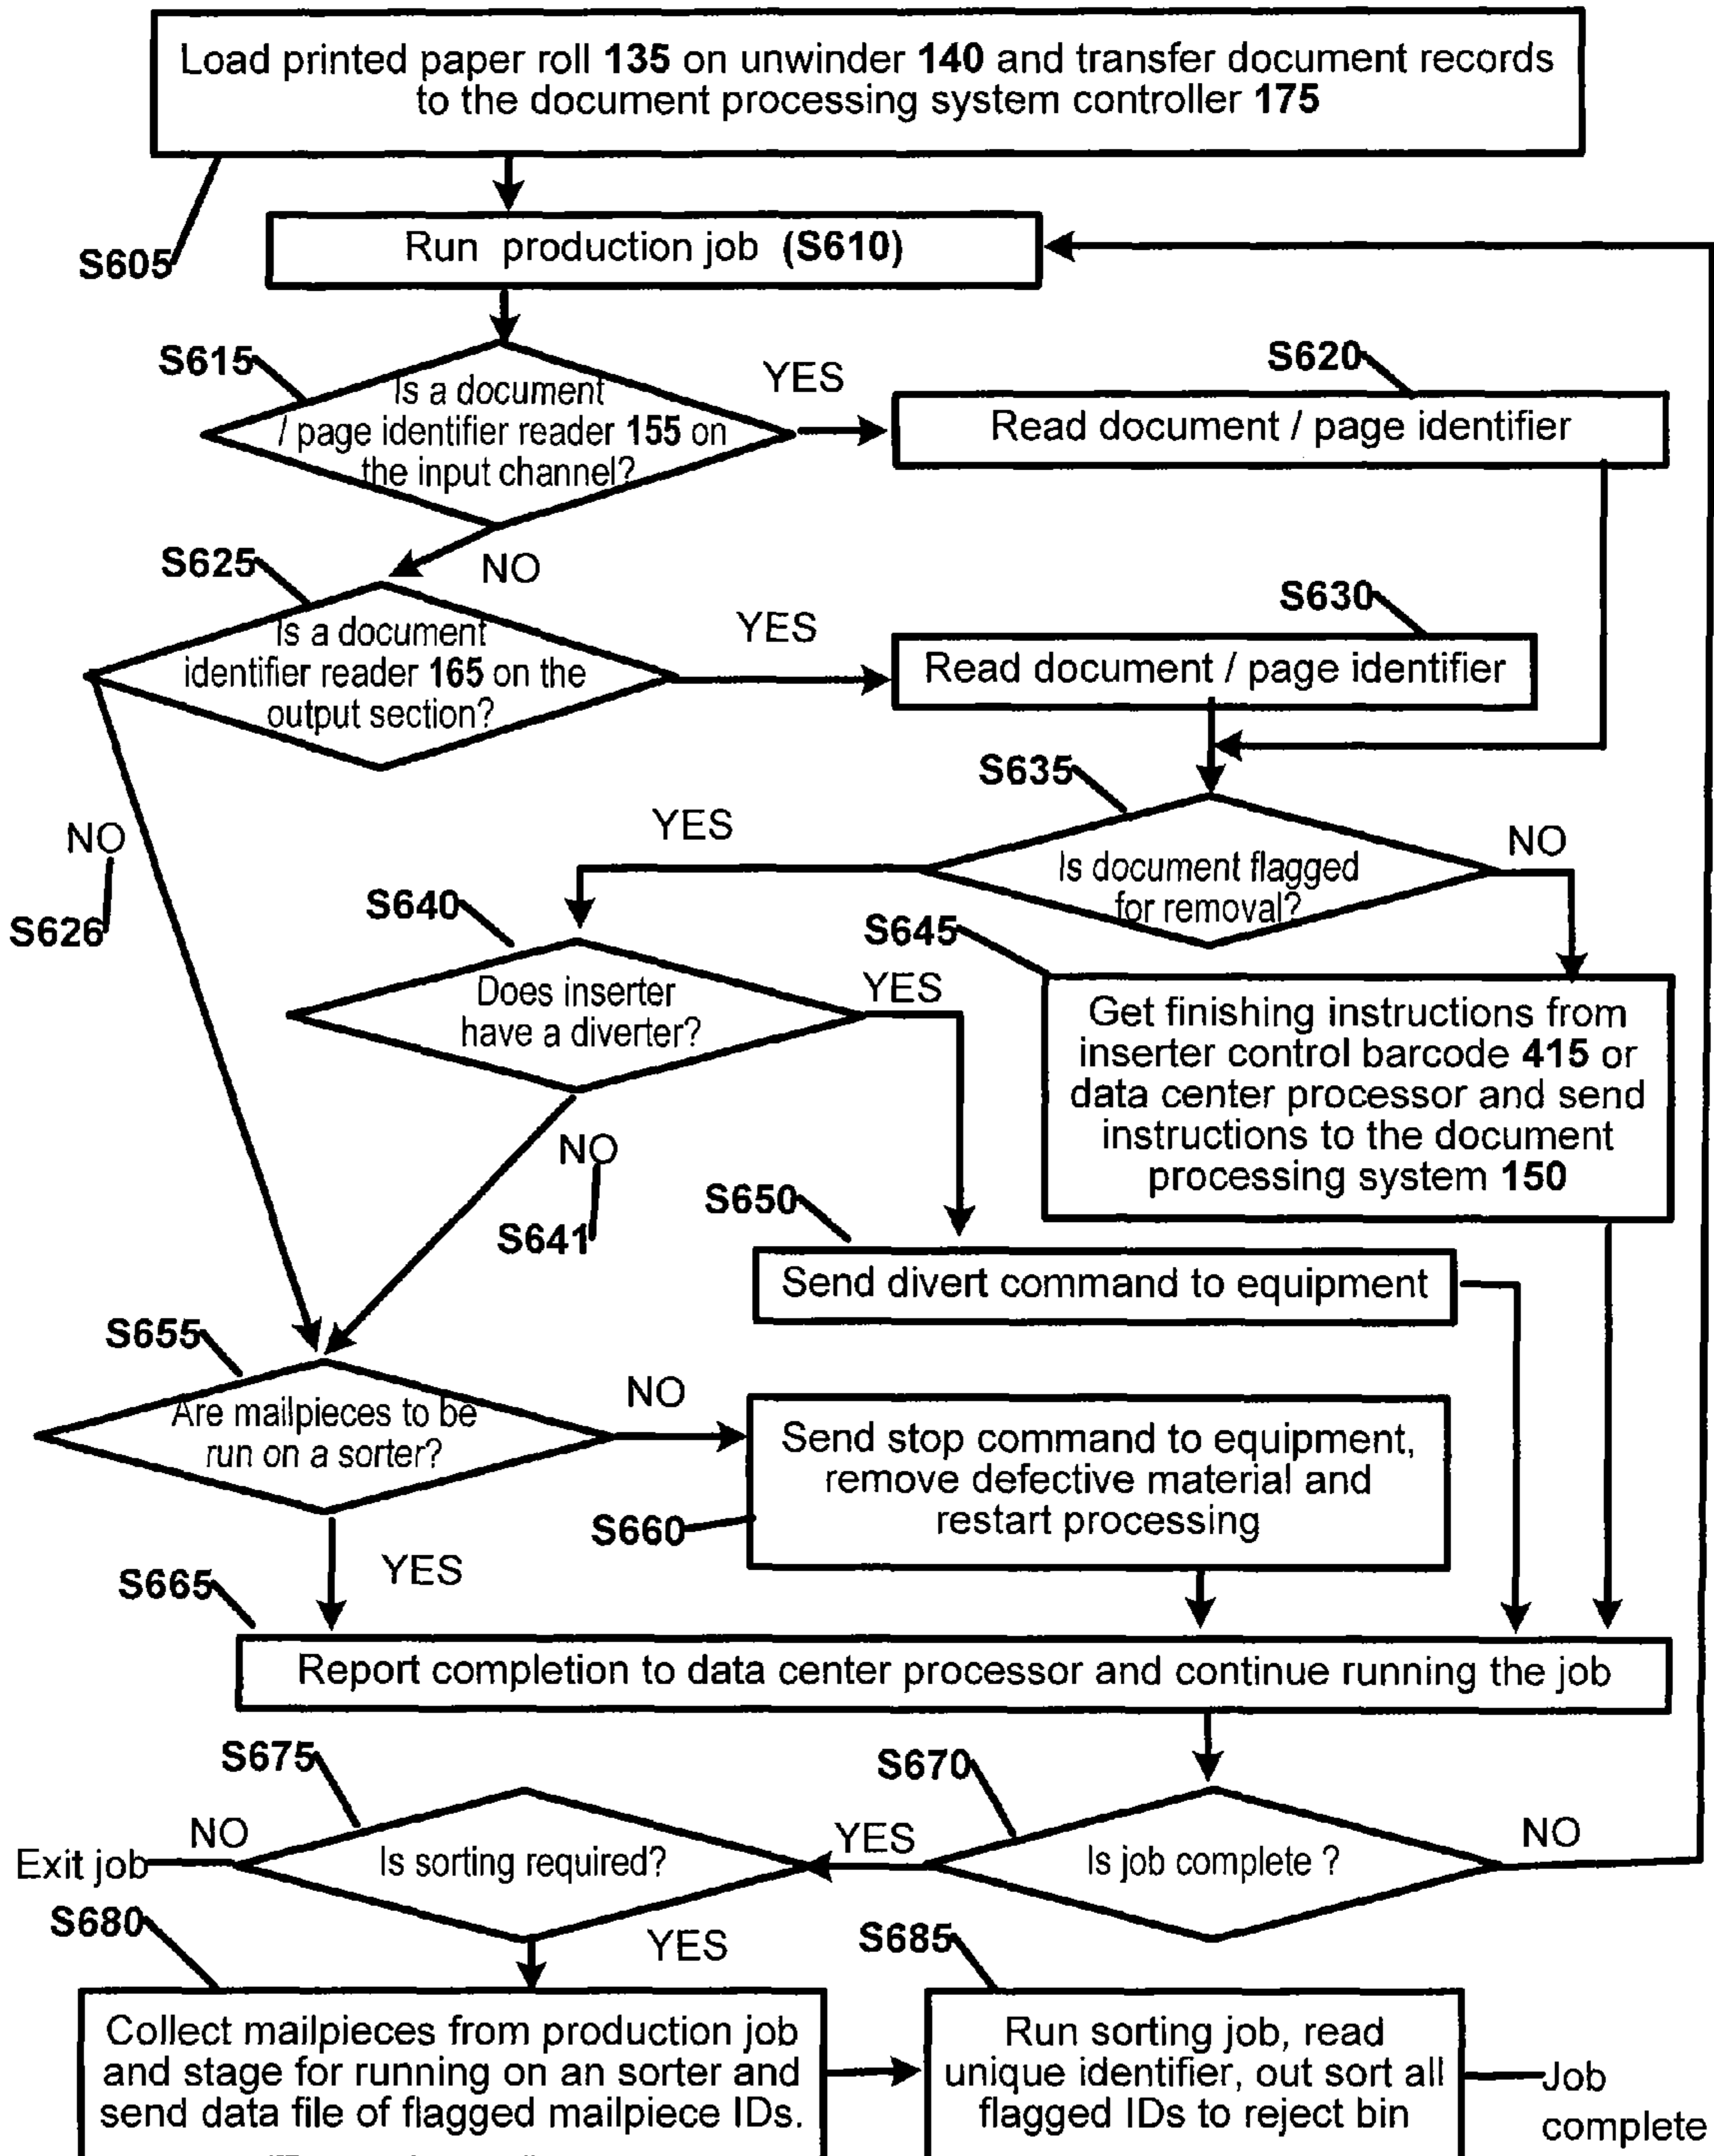 Load printed paper roll 135 on unwinder 140 and transfer document records
to the document processing system controller 175
S605
Run production job (S610)
S615
Is a document
/ page identifier reader 155 on
the input channel?
YES
S620
Read document / page identifier
NO
S625
Is a document
identifier reader 165 on the
output section?
YES
S630
Read document / page identifier
NO
S626
S635
Is document flagged
for removal?
YES
NO
S640
Does inserter
have a diverter?
YES
S645
Get finishing instructions from
inserter control barcode 415 or
data center processor and send
instructions to the document
processing system 150
NO
S641
S650
Send divert command to equipment
S655
Are mailpieces to be
run on a sorter?
NO
Send stop command to equipment,
remove defective material and
restart processing
S660
YES
S665
Report completion to data center processor and continue running the job
S670
Is job complete ?
NO
YES
S675
Is sorting required?
NO
Exit job
YES
S680
Collect mailpieces from production job
and stage for running on an sorter and
send data file of flagged mailpiece IDs.
S685
Run sorting job, read
unique identifier, out sort all
flagged IDs to reject bin
Job
complete